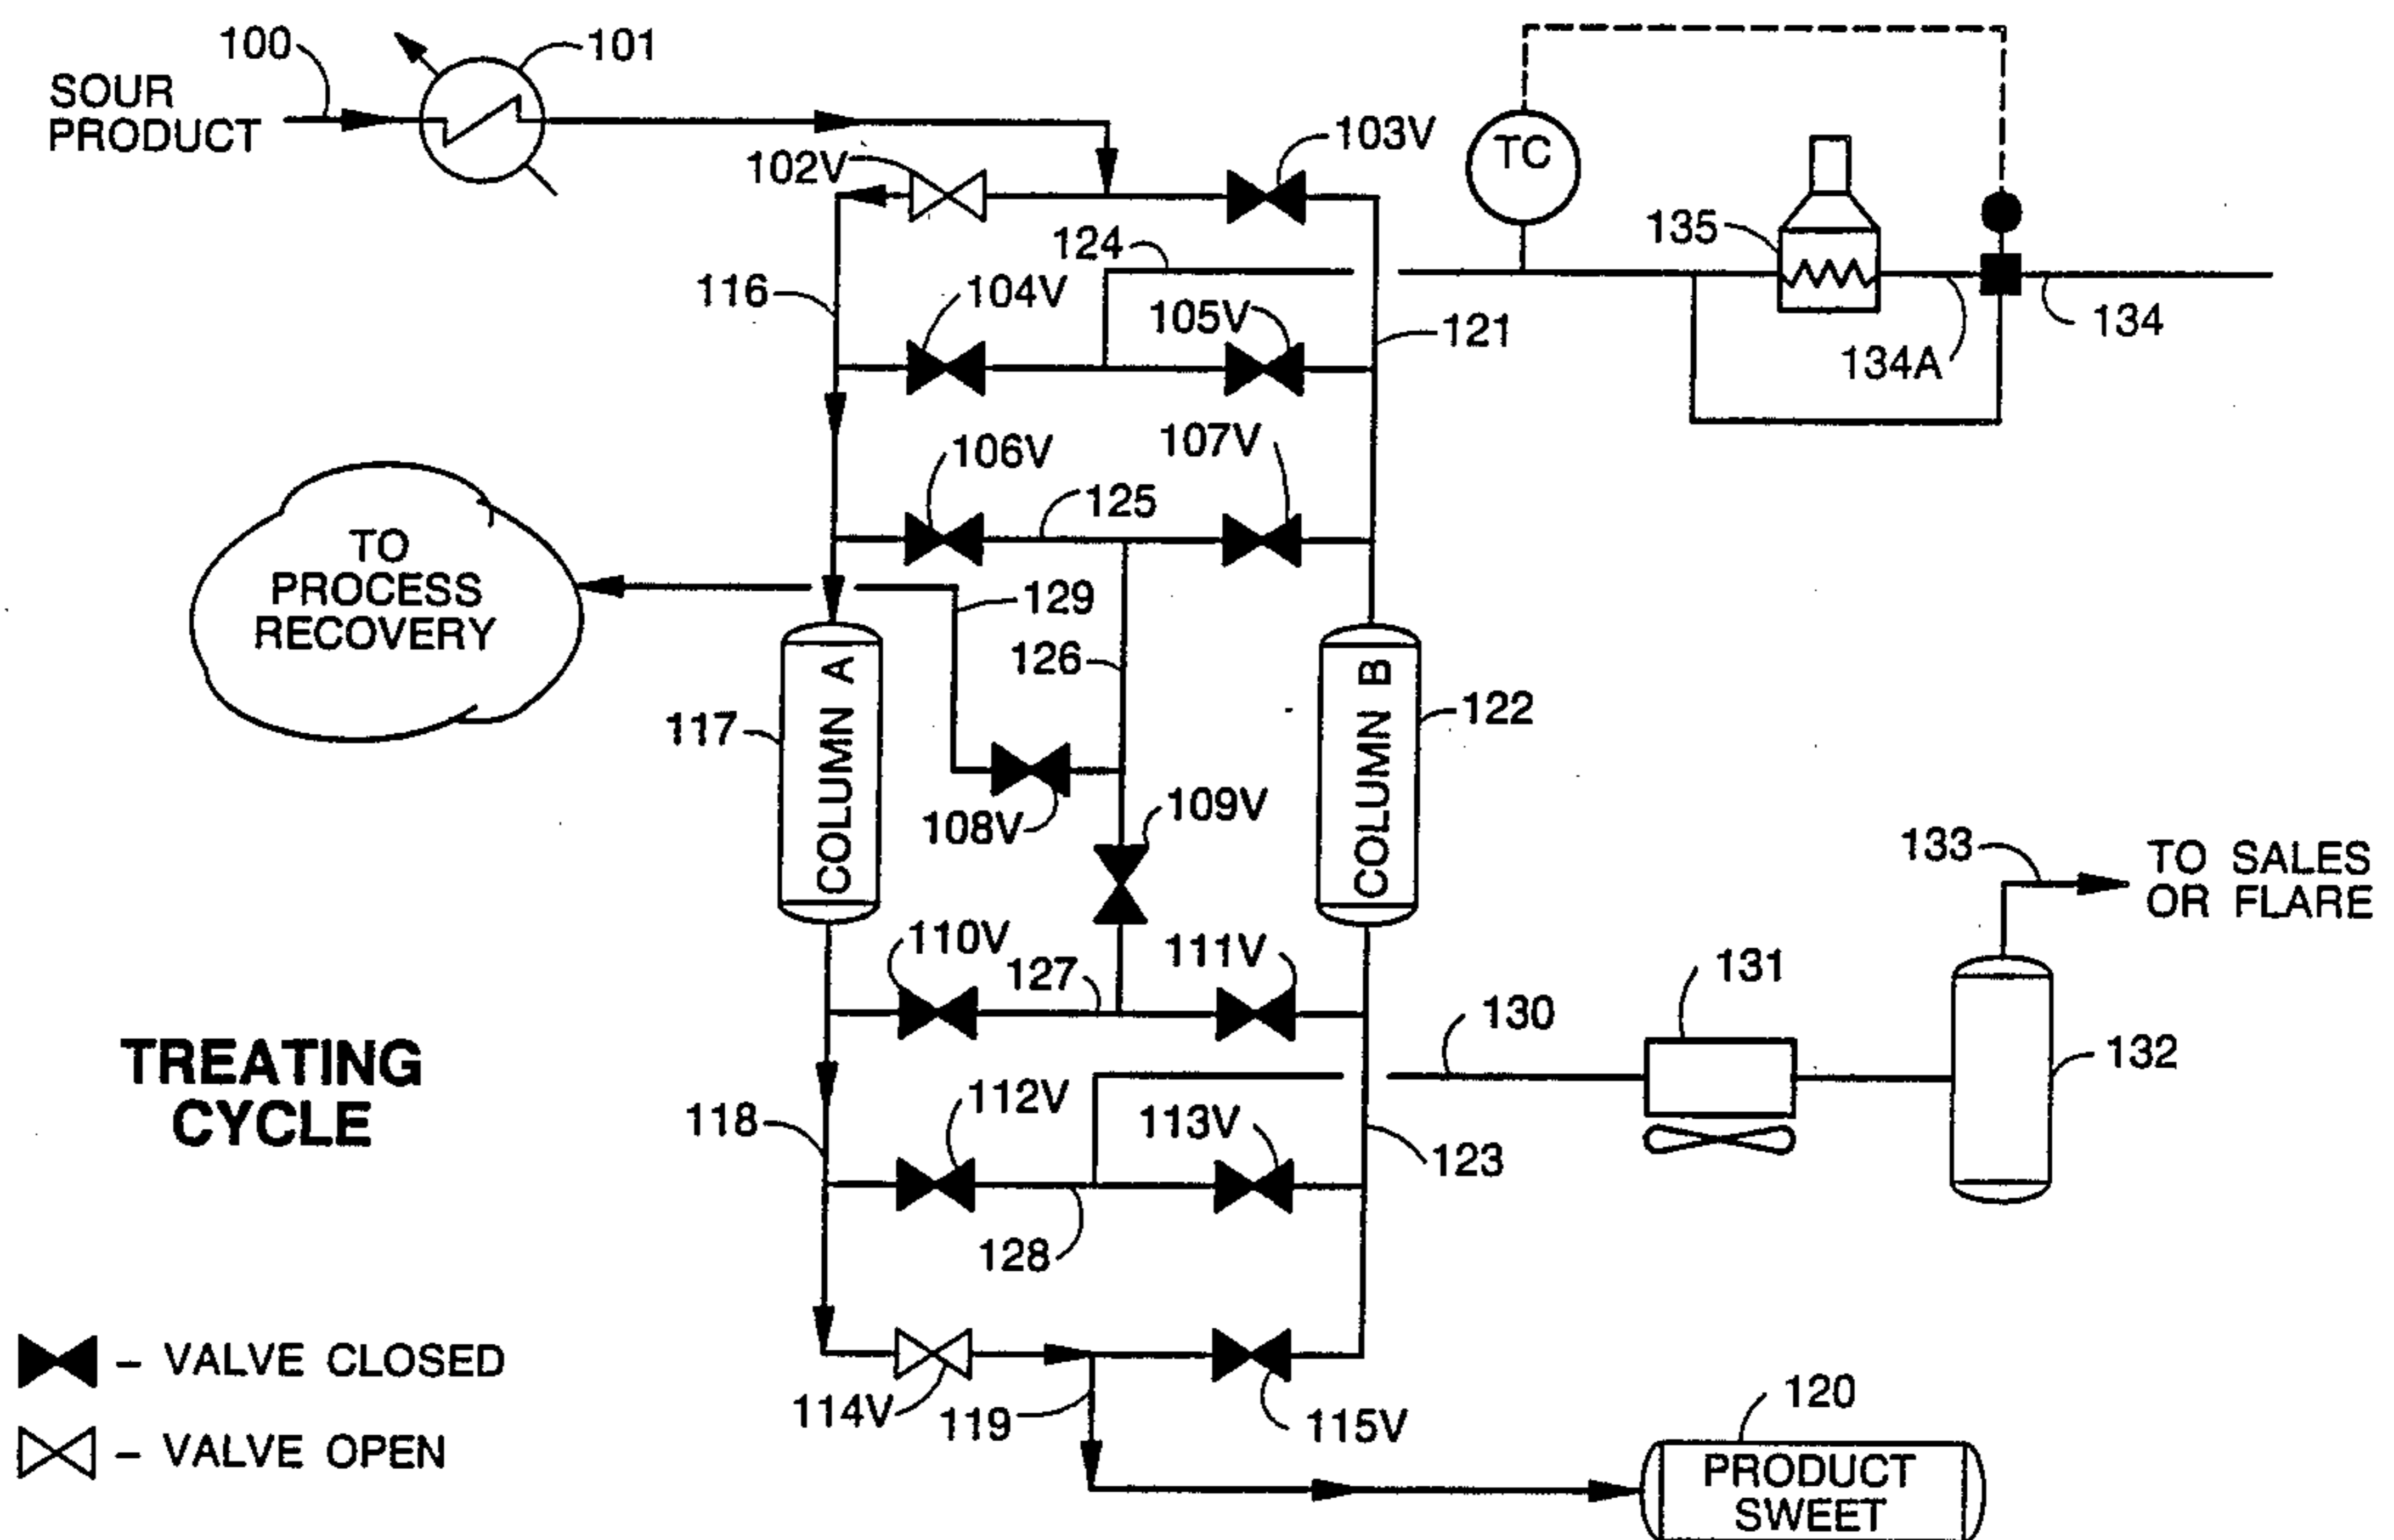 100
101
SOUR
PRODUCT
102V
103V
TC
124
135
116
104V
105V
121
134A
134
106V
107V
125
TO
PROCESS
RECOVERY
129
126
117
COLUMN A
COLUMN B
122
108V
109V
133
TO SALES
OR FLARE
110V
127
111V
131
130
132
TREATING
CYCLE
118
112V
113V
123
128
– VALVE CLOSED
114V
119
115V
120
– VALVE OPEN
PRODUCT
SWEET